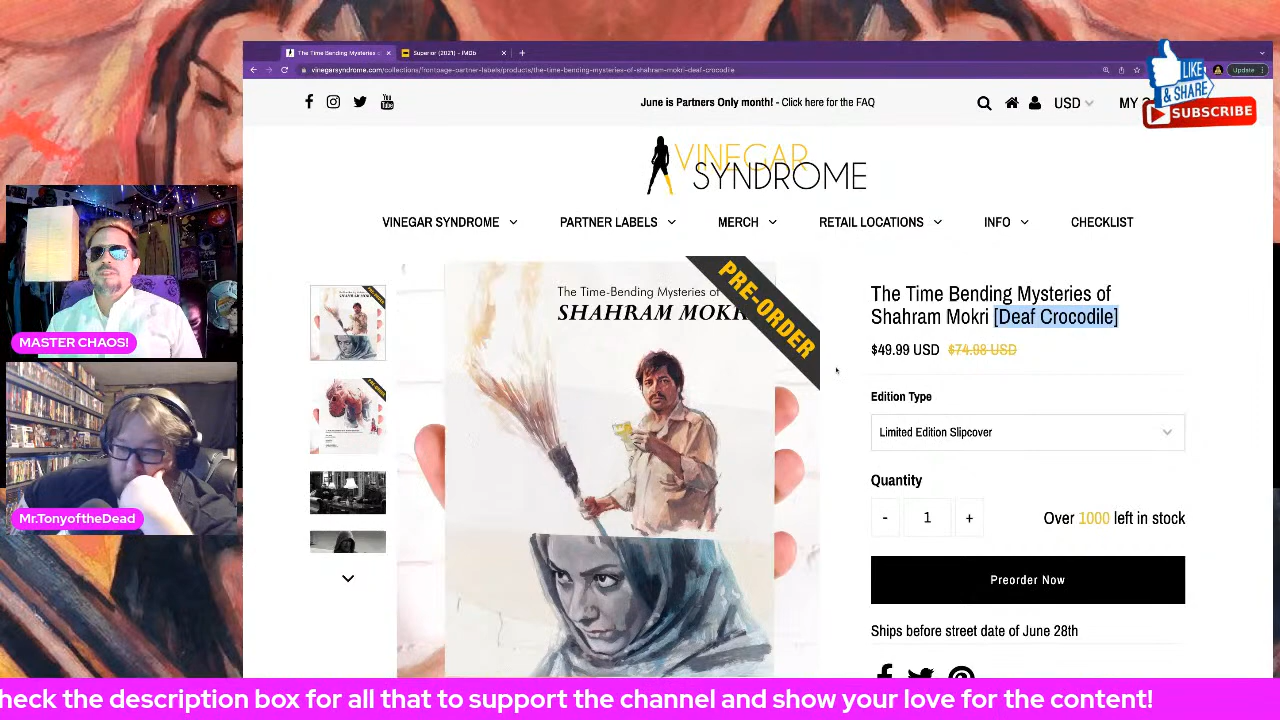 The Time Bending Mysteries o
Superior (2021) - IMDb
vinegarsyndrome.com/collections/frontpage-partner-labels/products/the-time-bending-mysteries-of-shahram-mokri-deaf-crocodile
Update
LIKE
& SHARE
SUBSCRIBE
June is Partners Only month! - Click here for the FAQ
USD
MY
VINEGAR
SYNDROME
VINEGAR SYNDROME
PARTNER LABELS
MERCH
RETAIL LOCATIONS
INFO
CHECKLIST
PRE-ORDER
The Time-Bending Mysteries of
SHAHRAM MOKR
The Time Bending Mysteries of
Shahram Mokri [Deaf Crocodile]
$49.99 USD $74.98 USD
Edition Type
Limited Edition Slipcover
Quantity
- 1 +
Over 1000 left in stock
Preorder Now
Ships before street date of June 28th
MASTER CHAOS!
Mr.TonyoftheDead
heck the description box for all that to support the channel and show your love for the content!